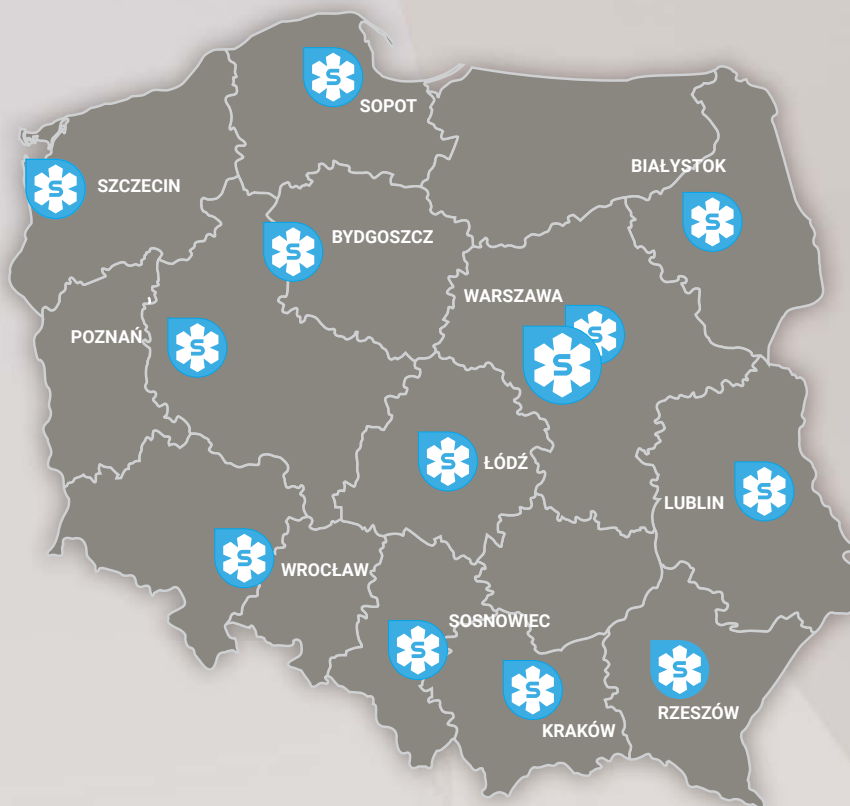 SOPOT
BIAŁYSTOK
SZCZECIN
BYDGOSZCZ
WARSZAWA
POZNAŃ
ŁÓDŹ
LUBLIN
WROCŁAW
SOSNOWIEC
RZESZÓW
KRAKÓW
S
S
S
S
S
S
S
S
S
S
S
S
S